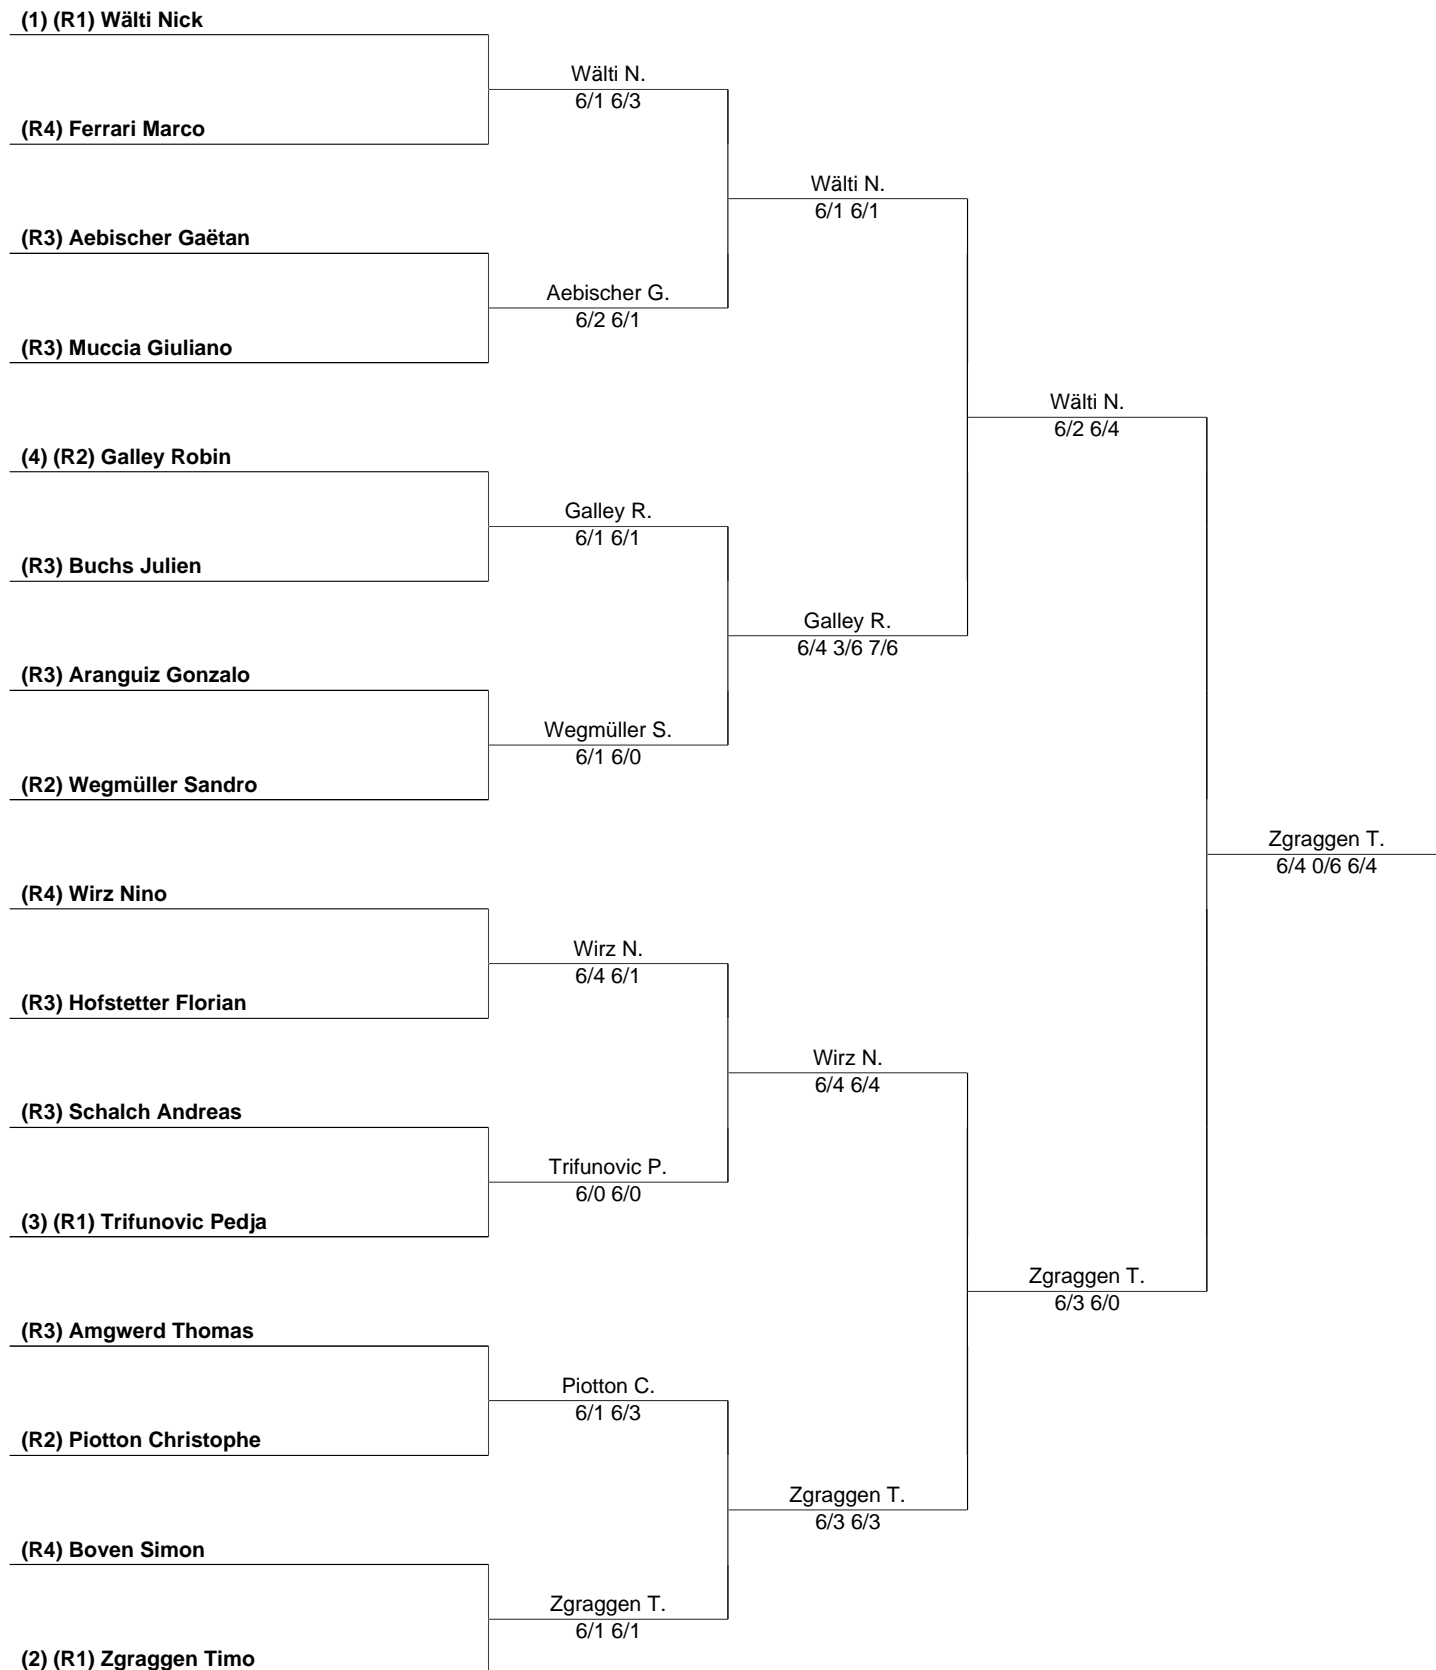 (1) (R1) Wälti Nick
Wälti N.
6/1 6/3
(R4) Ferrari Marco
Wälti N.
6/1 6/1
(R3) Aebischer Gaëtan
Aebischer G.
6/2 6/1
(R3) Muccia Giuliano
Wälti N.
6/2 6/4
(4) (R2) Galley Robin
Galley R.
6/1 6/1
(R3) Buchs Julien
Galley R.
6/4 3/6 7/6
(R3) Aranguiz Gonzalo
Wegmüller S.
6/1 6/0
(R2) Wegmüller Sandro
Zgraggen T.
6/4 0/6 6/4
(R4) Wirz Nino
Wirz N.
6/4 6/1
(R3) Hofstetter Florian
Wirz N.
6/4 6/4
(R3) Schalch Andreas
Trifunovic P.
6/0 6/0
(3) (R1) Trifunovic Pedja
Zgraggen T.
6/3 6/0
(R3) Amgwerd Thomas
Piotton C.
6/1 6/3
(R2) Piotton Christophe
Zgraggen T.
6/3 6/3
(R4) Boven Simon
Zgraggen T.
6/1 6/1
(2) (R1) Zgraggen Timo